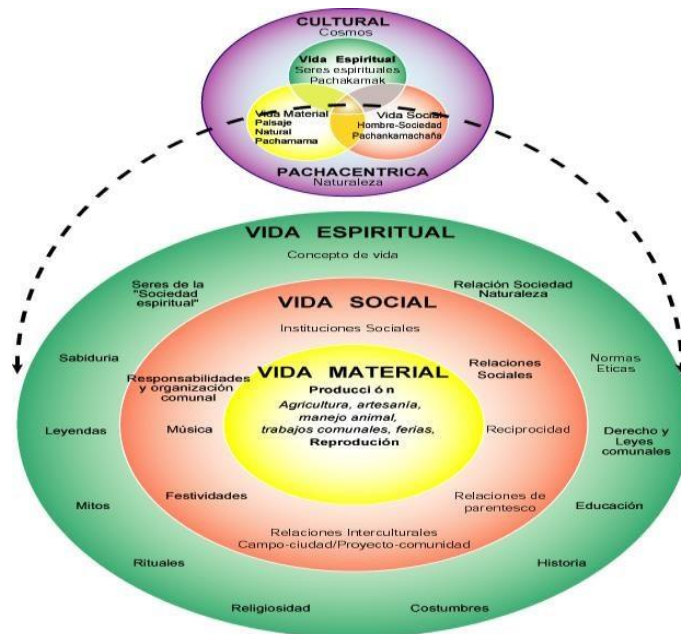 CULTURAL
Cosmos
Vida Espiritual
Seres espirituales
Pachakamak
Vida Material
Paisaje
Natural
Pachamama
Vida Social
Hombre-Sociedad
Pachankamachaña
PACHACENTRICA
Naturaleza
VIDA ESPIRITUAL
Concepto de vida
Seres de la
"Sociedad
espiritual"
Relación Sociedad
Naturaleza
VIDA SOCIAL
Instituciones Sociales
Sabiduria
Normas
Eticas
VIDA MATERIAL
Responsabilidades
y organización
comunal
Relaciones
Sociales
Producción
Agricultura, artesanía,
manejo animal,
trabajos comunales, ferias,
Reprodución
Leyendas
Música
Reciprocidad
Derecho y
Leyes
comunales
Mitos
Festividades
Relaciones de
parentesco
Educación
Relaciones Interculturales
Campo-ciudad/Proyecto-comunidad
Rituales
Historia
Religiosidad
Costumbres